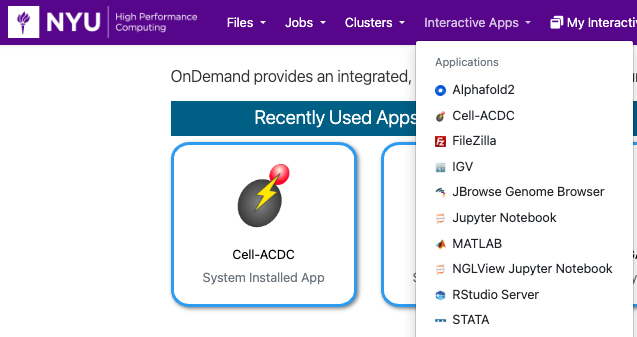 NYU High Performance Computing
Files Jobs Clusters Interactive Apps My Interacti
Applications
Alphafold2
Cell-ACDC
FileZilla
IGV
JBrowse Genome Browser
Jupyter Notebook
MATLAB
NGLView Jupyter Notebook
RStudio Server
STATA
OnDemand provides an integrated,
Recently Used Apps
Cell-ACDC
System Installed App